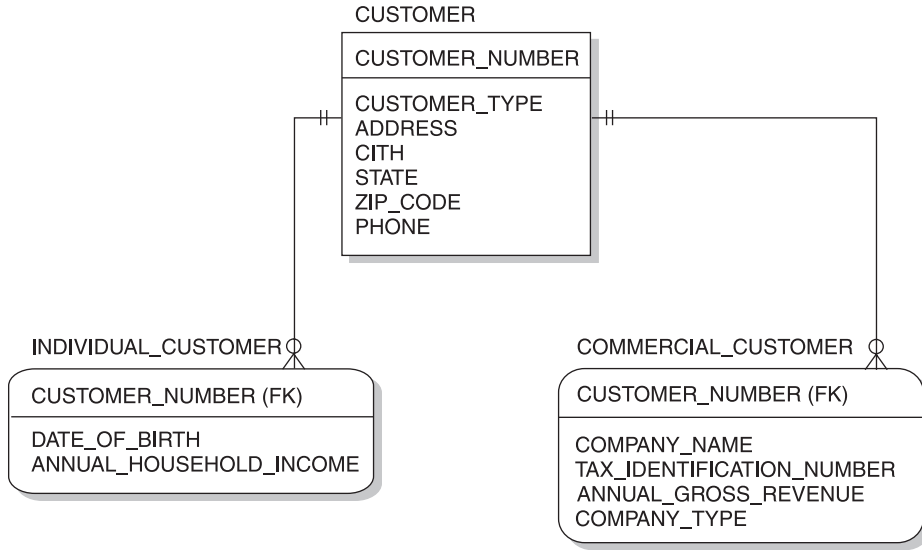 CUSTOMER
CUSTOMER_NUMBER
CUSTOMER_TYPE
ADDRESS
CITH
STATE
ZIP_CODE
PHONE
INDIVIDUAL_CUSTOMER
CUSTOMER_NUMBER (FK)
DATE_OF_BIRTH
ANNUAL_HOUSEHOLD_INCOME
COMMERCIAL_CUSTOMER
CUSTOMER_NUMBER (FK)
COMPANY_NAME
TAX_IDENTIFICATION_NUMBER
ANNUAL_GROSS_REVENUE
COMPANY_TYPE